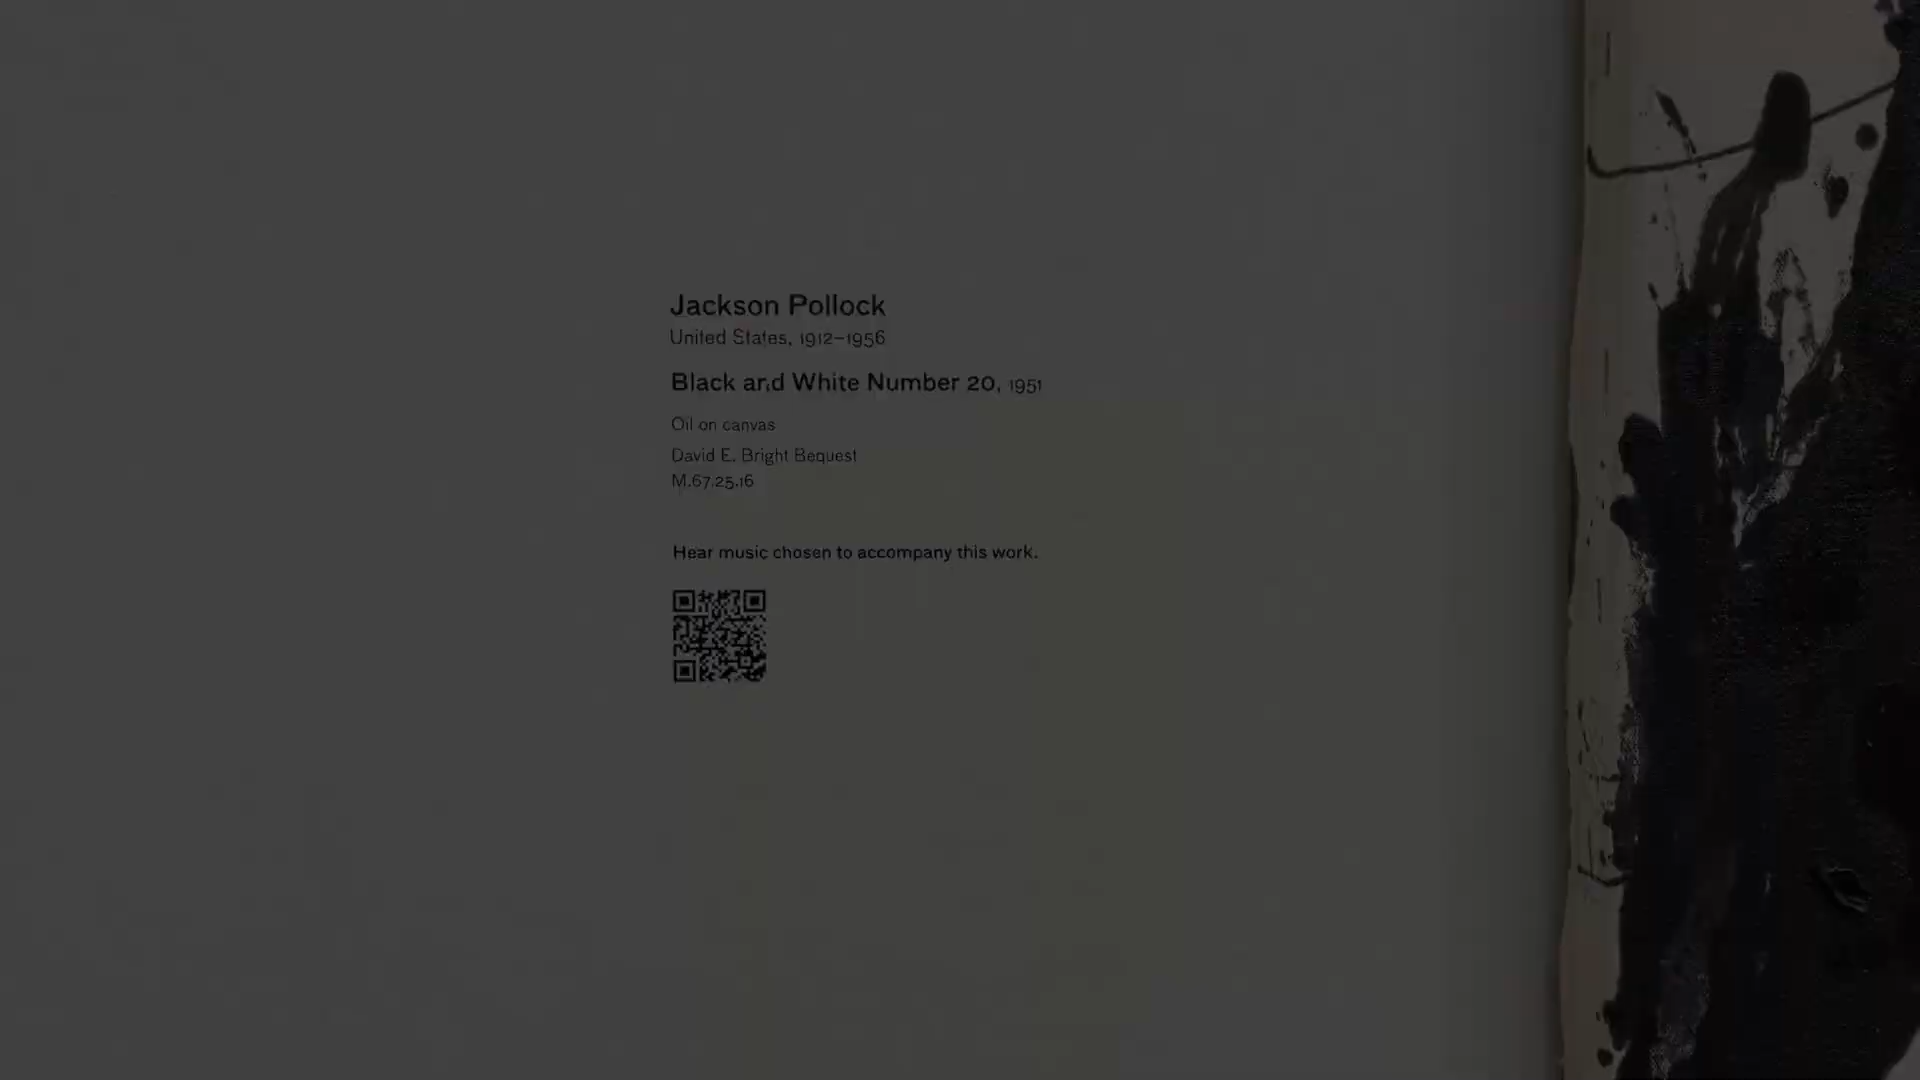 Jackson Pollock
United States, 1912–1956
Black and White Number 20, 1951
Oil on canvas
David E. Bright Bequest
M.67.25.16
Hear music chosen to accompany this work.